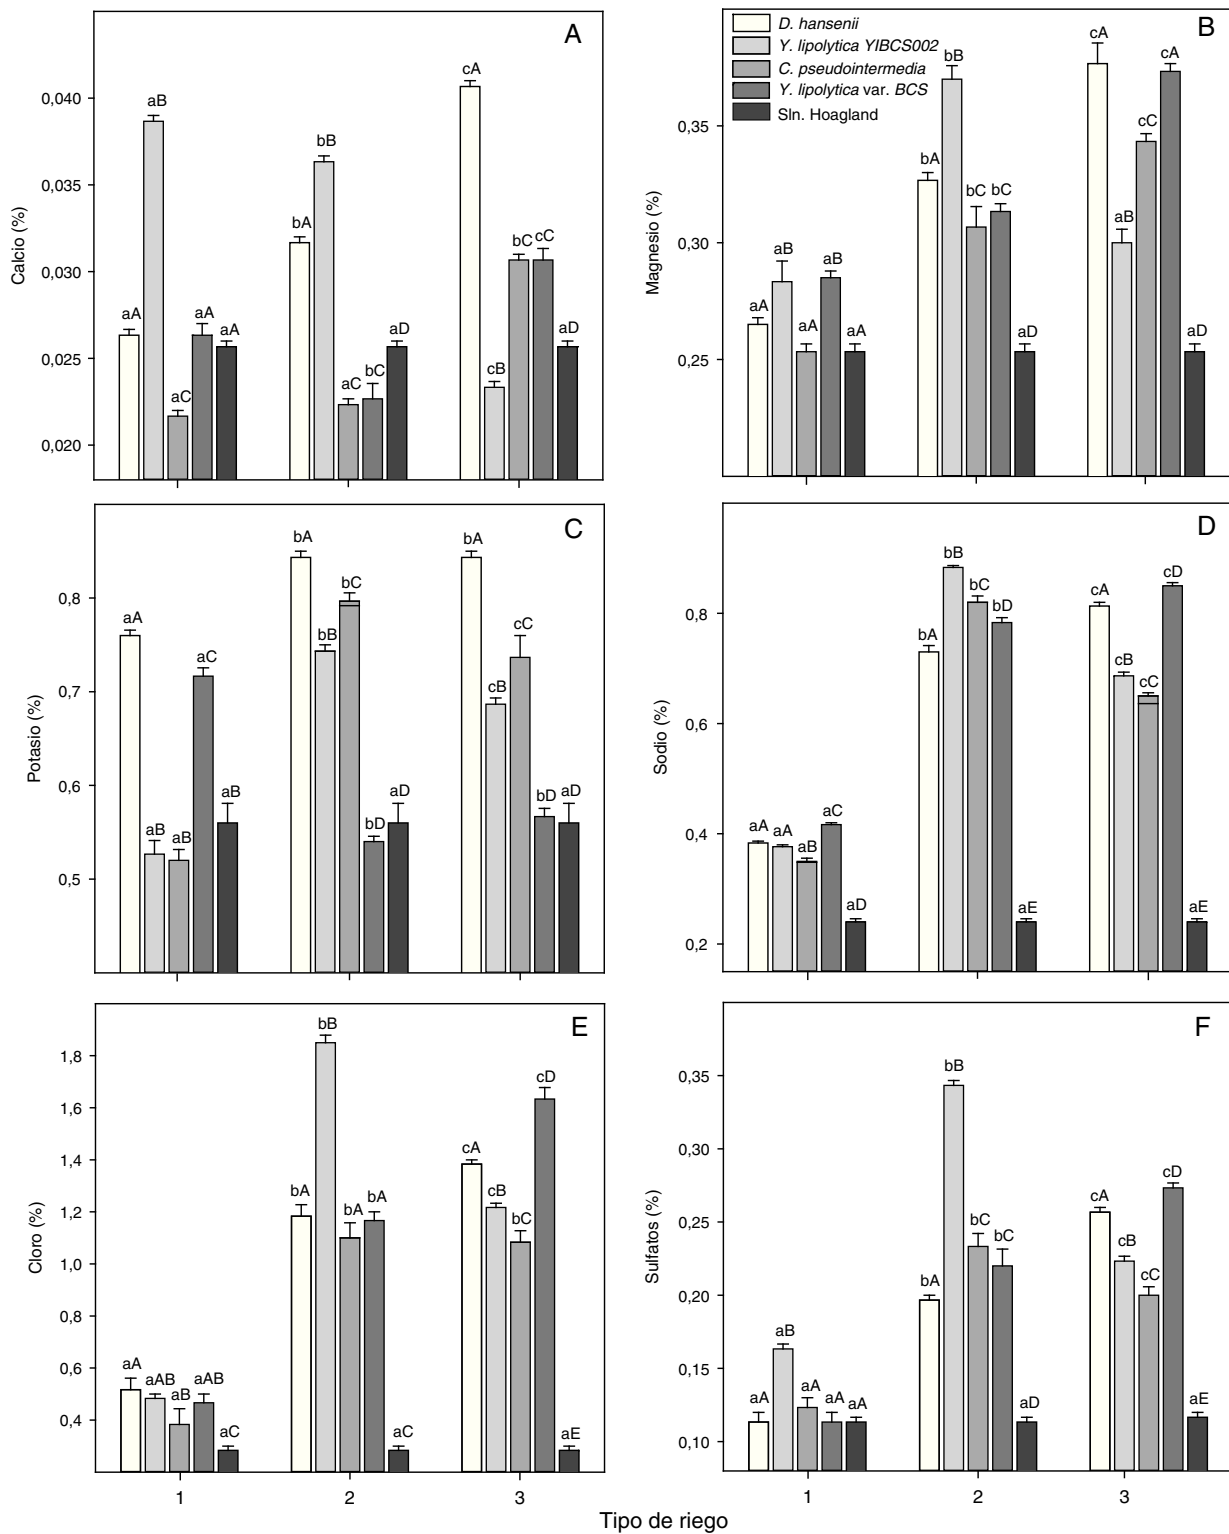 A
Calcio (%)
0,040
0,035
0,030
0,025
0,020
aA aB aC aA aA
bA bB aC bC aD
cA cB bC cC aD
B
D. hansenii
Y. lipolytica YIBCS002
C. pseudointermedia
Y. lipolytica var. BCS
Sln. Hoagland
Magnesio (%)
0,35
0,30
0,25
aA aB aA aB aA
bA bB bC bC aD
cA aB cC cA aD
C
Potasio (%)
0,8
0,7
0,6
0,5
aA aB aB aC aB
bA bB bC bD aD
bA cB cC bD aD
D
Sodio (%)
0,8
0,6
0,4
0,2
aA aA aB aC aD
bA bB bC bD aE
cA cB cC cD aE
E
Cloro (%)
1,8
1,6
1,4
1,2
1,0
0,8
0,6
0,4
aA aAB aB aAB aC
bA bB bA bA aC
cA cB bC cD aE
1 2 3
F
Sulfatos (%)
0,35
0,30
0,25
0,20
0,15
0,10
aA aB aA aA aA
bA bB bC bC aD
cA cB cC cD aE
1 2 3
Tipo de riego